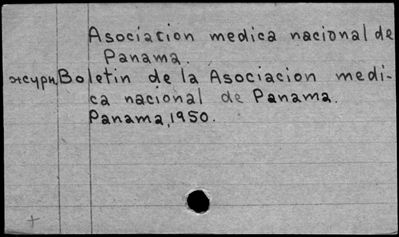 Asociacion medica nacional de
Panama.
журн. Boletin de la Asociacion medi-
ca nacional de Panama.
Panama, 1950.
+